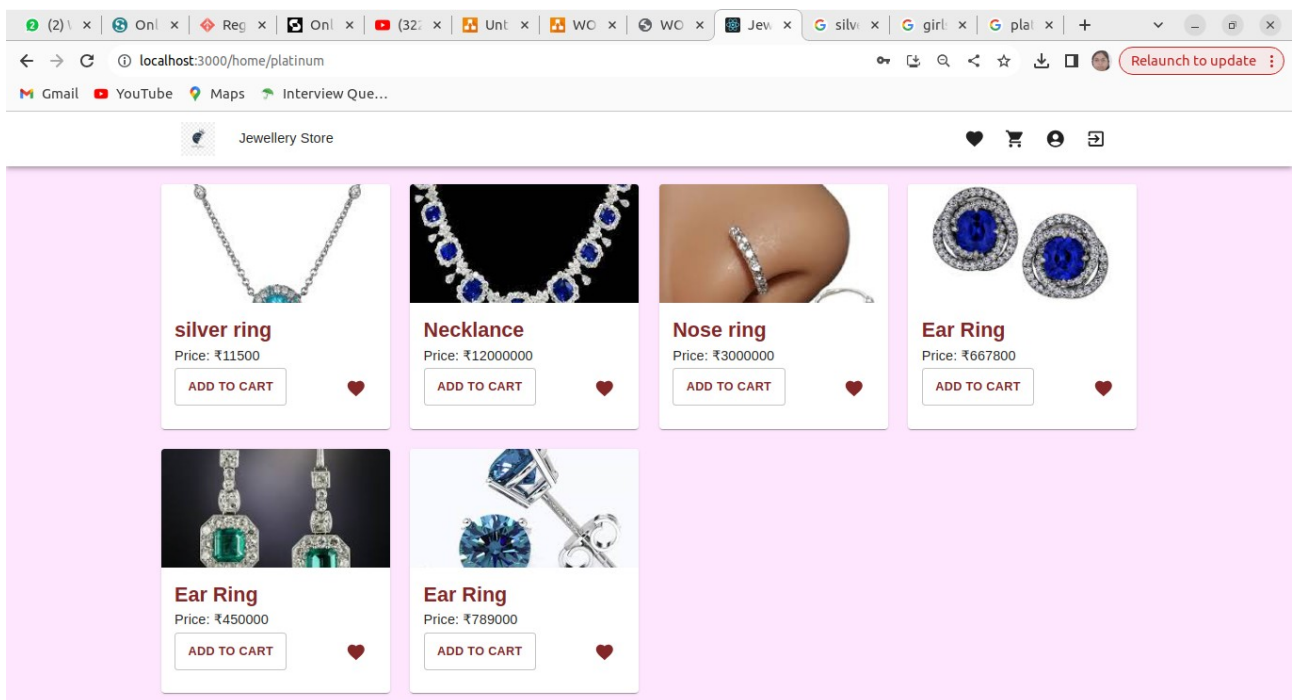 (2) \ Onl Reg Onl (322 Unt WO WO Jew silv girl plat
localhost:3000/home/platinum
Relaunch to update
Gmail YouTube Maps Interview Que...
Jewellery Store
silver ring Necklance Nose ring Ear Ring
Price: ₹11500 Price: ₹12000000 Price: ₹3000000 Price: ₹667800
ADD TO CART ADD TO CART ADD TO CART ADD TO CART
Ear Ring Ear Ring
Price: ₹450000 Price: ₹789000
ADD TO CART ADD TO CART